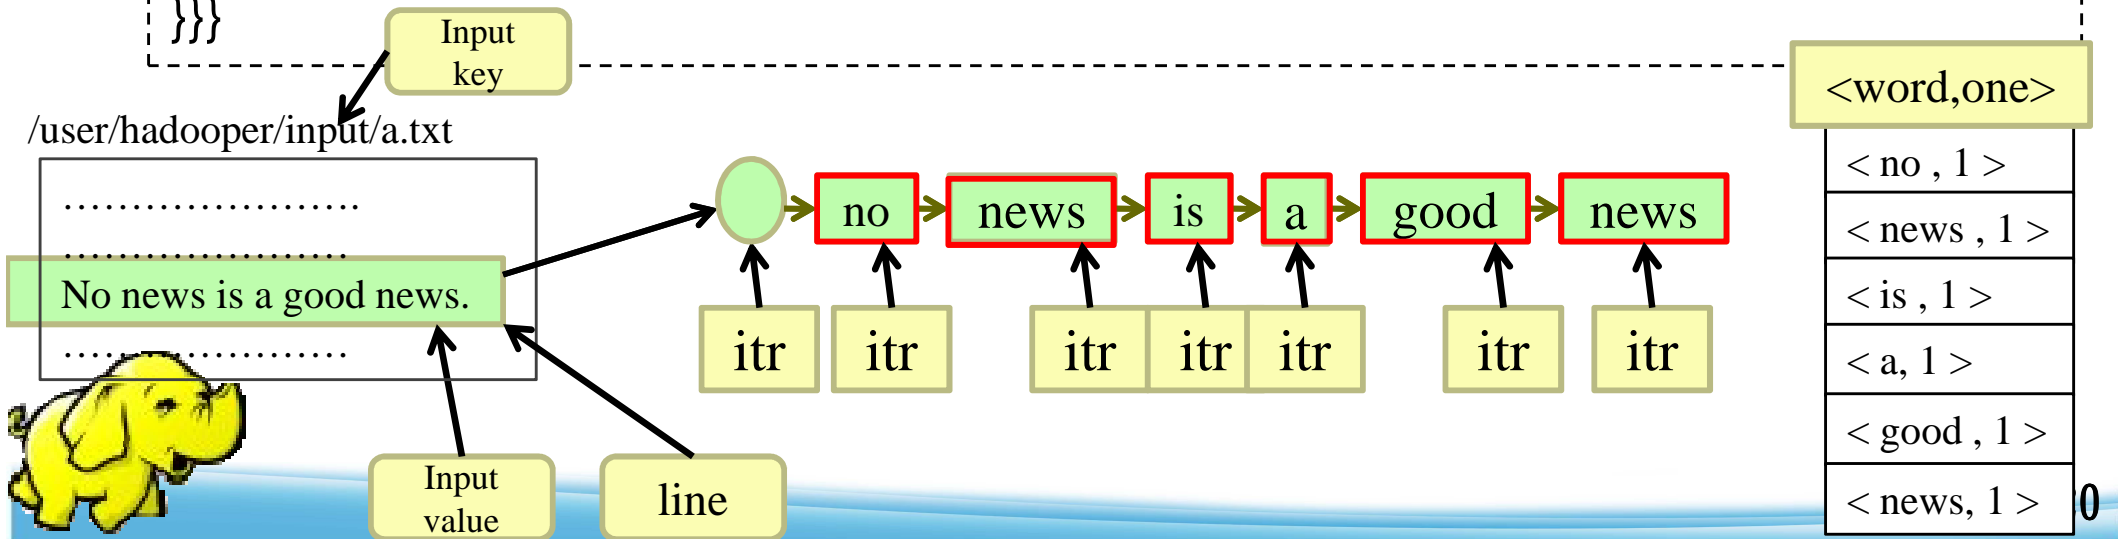 }}}
Input
key
<word,one>
/user/hadooper/input/a.txt
……………………
…………………
No news is a good news.
…………………
no
news
is
a
good
news
itr
itr
itr
itr
itr
itr
itr
Input
value
line
< no , 1 >
< news , 1 >
< is , 1 >
< a, 1 >
< good , 1 >
< news, 1 >